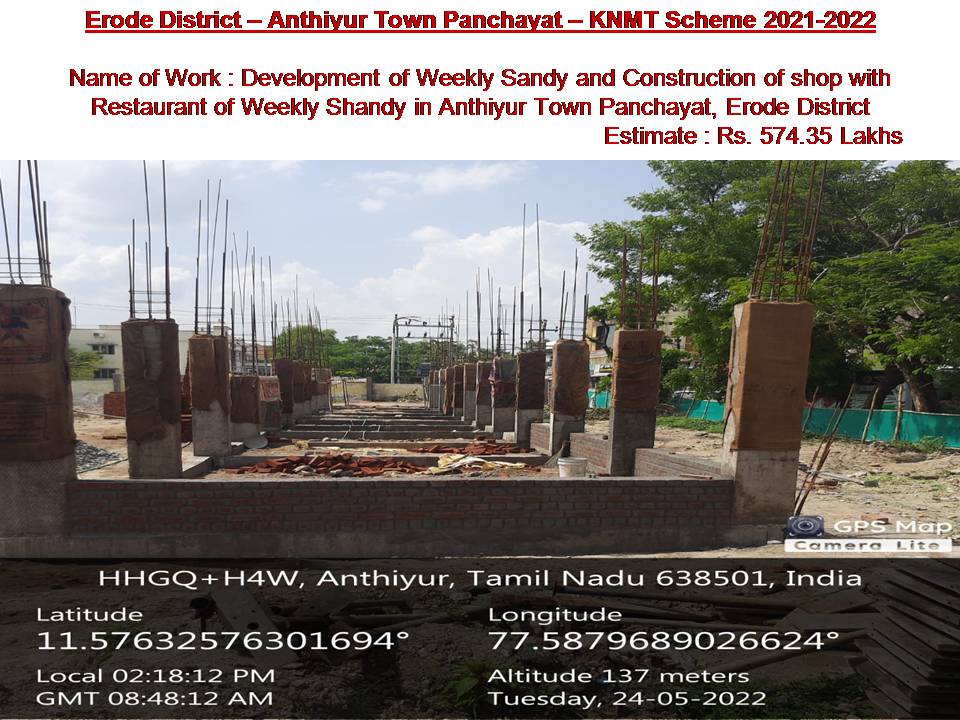 Erode District – Anthiyur Town Panchayat – KNMT Scheme 2021-2022
Name of Work : Development of Weekly Sandy and Construction of shop with
Restaurant of Weekly Shandy in Anthiyur Town Panchayat, Erode District
Estimate : Rs. 574.35 Lakhs
GPS Map
Camera Lite
HHGQ+H4W, Anthiyur, Tamil Nadu 638501, India
Latitude
11.57632576301694°
Longitude
77.5879689026624°
Local 02:18:12 PM
GMT 08:48:12 AM
Altitude 137 meters
Tuesday, 24-05-2022